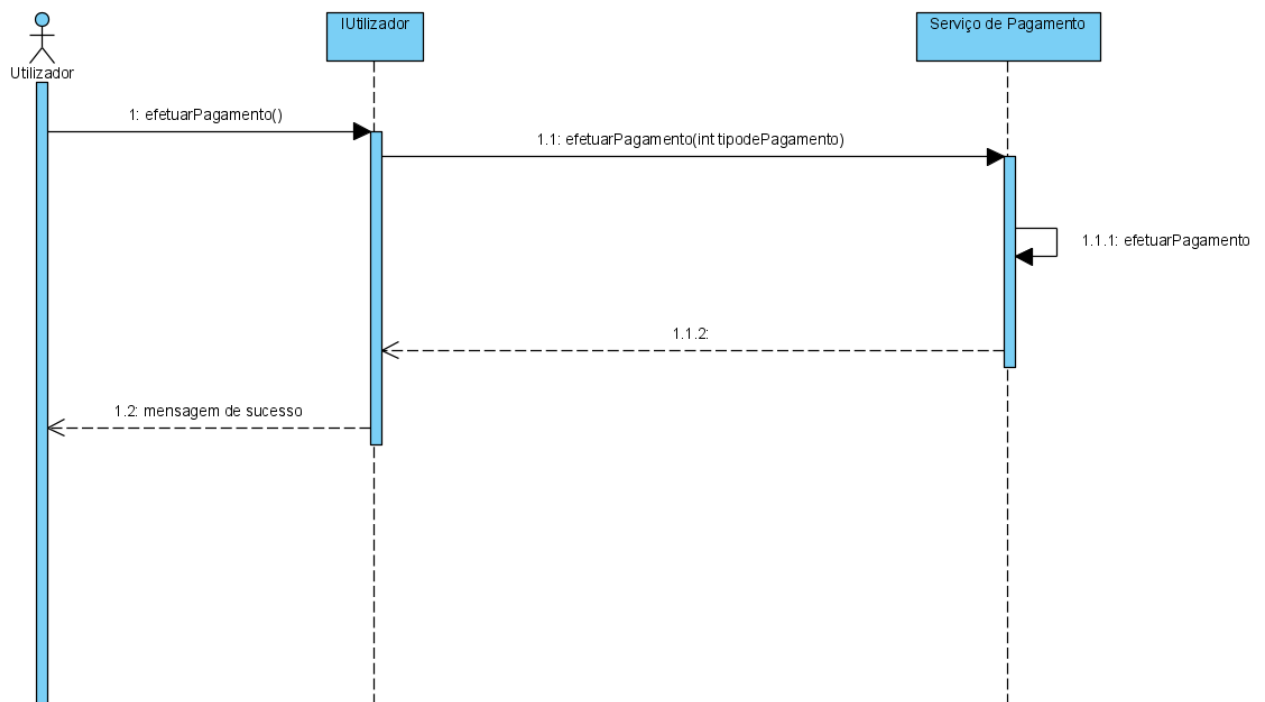 IUtilizador
Serviço de Pagamento
Utilizador
1: efetuarPagamento()
1.1: efetuarPagamento(int tipodePagamento)
1.1.1: efetuarPagamento
1.1.2:
1.2: mensagem de sucesso